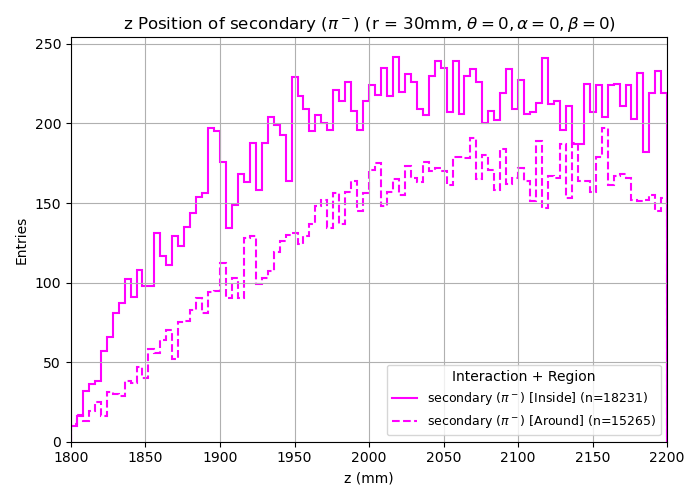 z Position of secondary (π⁻) (r = 30mm, θ = 0, α = 0, β = 0)
250
200
150
100
50
0
Entries
1800 1850 1900 1950 2000 2050 2100 2150 2200
z (mm)
Interaction + Region
secondary (π⁻) [Inside] (n=18231)
secondary (π⁻) [Around] (n=15265)